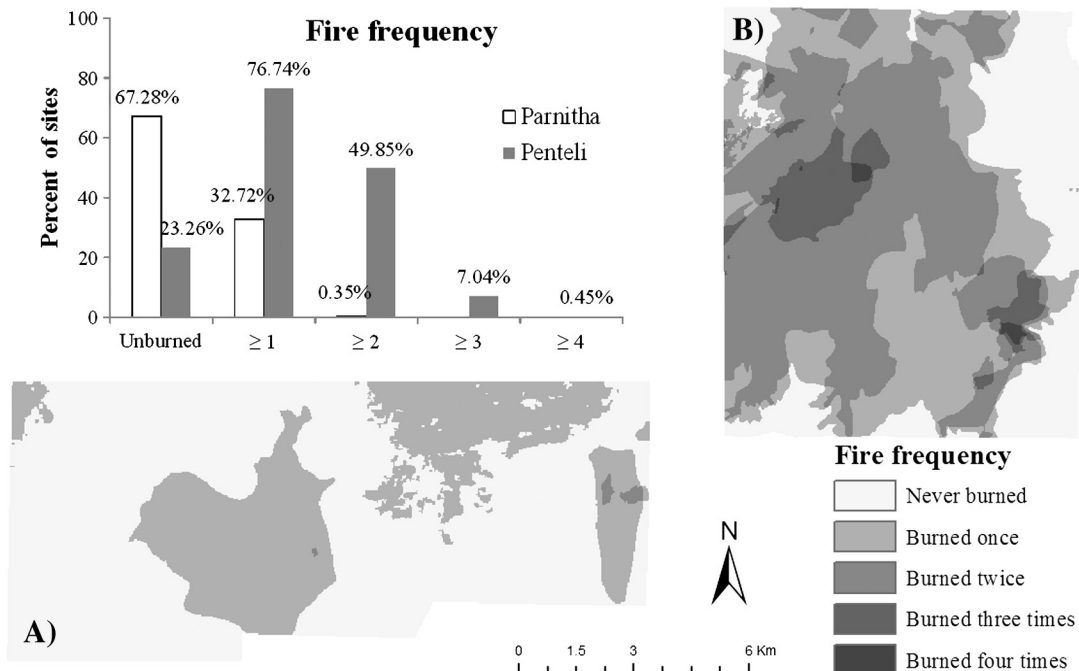 Fire frequency
Percent of sites
100
80
60
40
20
0
67.28%
23.26%
32.72%
76.74%
0.35%
49.85%
7.04%
0.45%
Parnitha
Penteli
Unburned
≥ 1
≥ 2
≥ 3
≥ 4
B)
A)
N
0 1.5 3 6 Km
Fire frequency
Never burned
Burned once
Burned twice
Burned three times
Burned four times